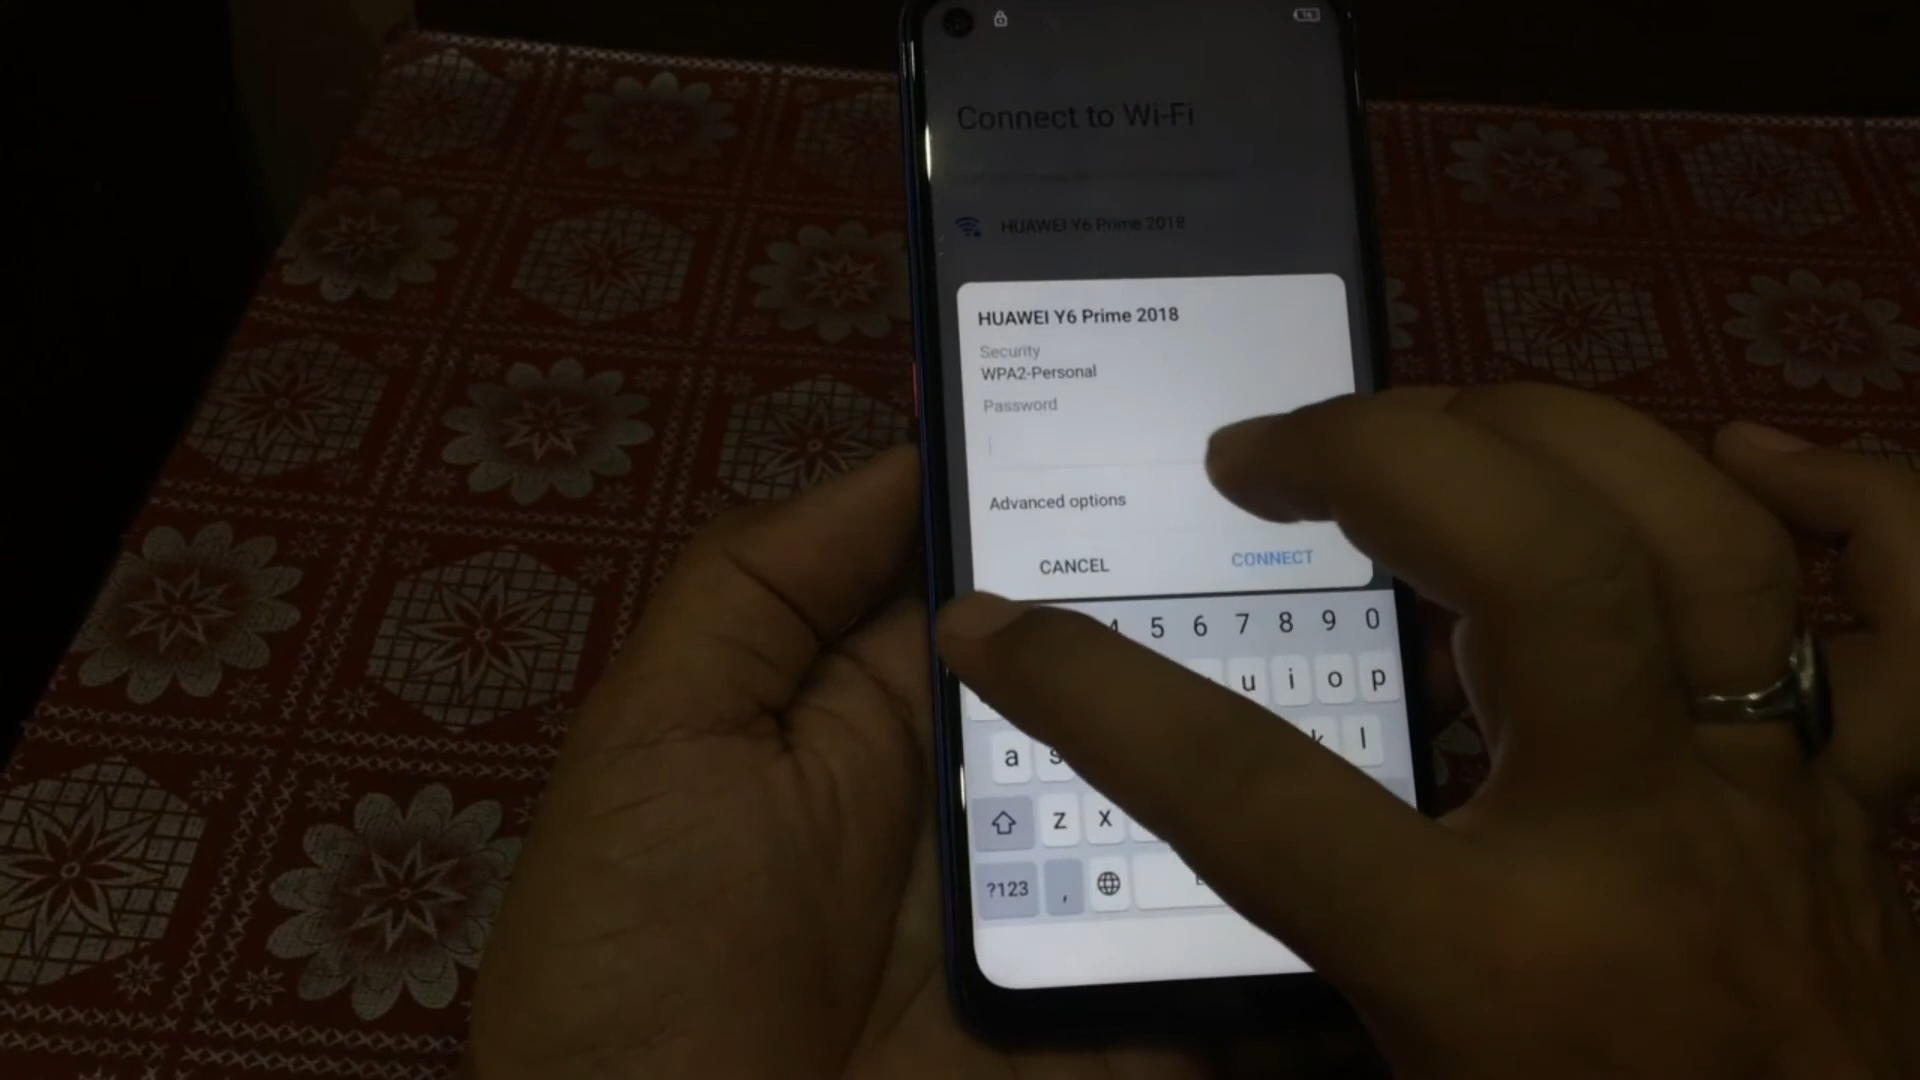 Connect to Wi-Fi
HUAWEI Y6 Prime 2018
HUAWEI Y6 Prime 2018
Security
WPA2-Personal
Password
Advanced options
CANCEL CONNECT
4 5 6 7 8 9 0
u i o p
a s k l
z x
?123 ,